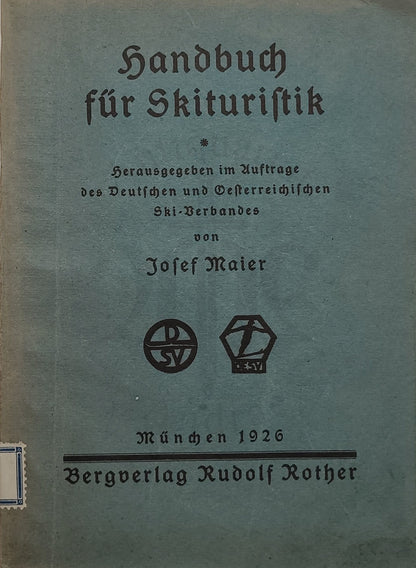 Handbuch
für Skituriſtik
*
Herausgegeben im Auftrage
des Deutſchen und Oeſterreichiſchen
Ski-Verbandes
von
Joſef Maier
D
SV
OESV
München 1926
Bergverlag Rudolf Rother